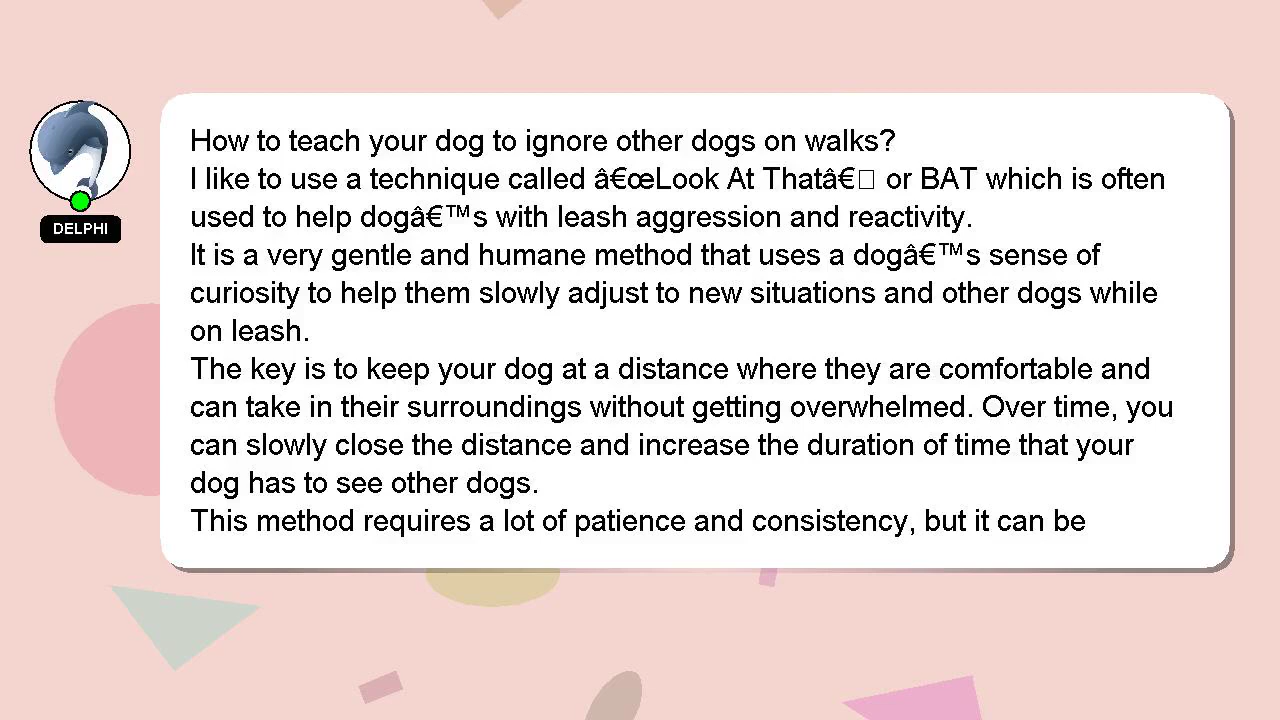 How to teach your dog to ignore other dogs on walks?
I like to use a technique called â€œLook At Thatâ€□ or BAT which is often
used to help dogâ€™s with leash aggression and reactivity.
It is a very gentle and humane method that uses a dogâ€™s sense of
curiosity to help them slowly adjust to new situations and other dogs while
on leash.
The key is to keep your dog at a distance where they are comfortable and
can take in their surroundings without getting overwhelmed. Over time, you
can slowly close the distance and increase the duration of time that your
dog has to see other dogs.
This method requires a lot of patience and consistency, but it can be
DELPHI